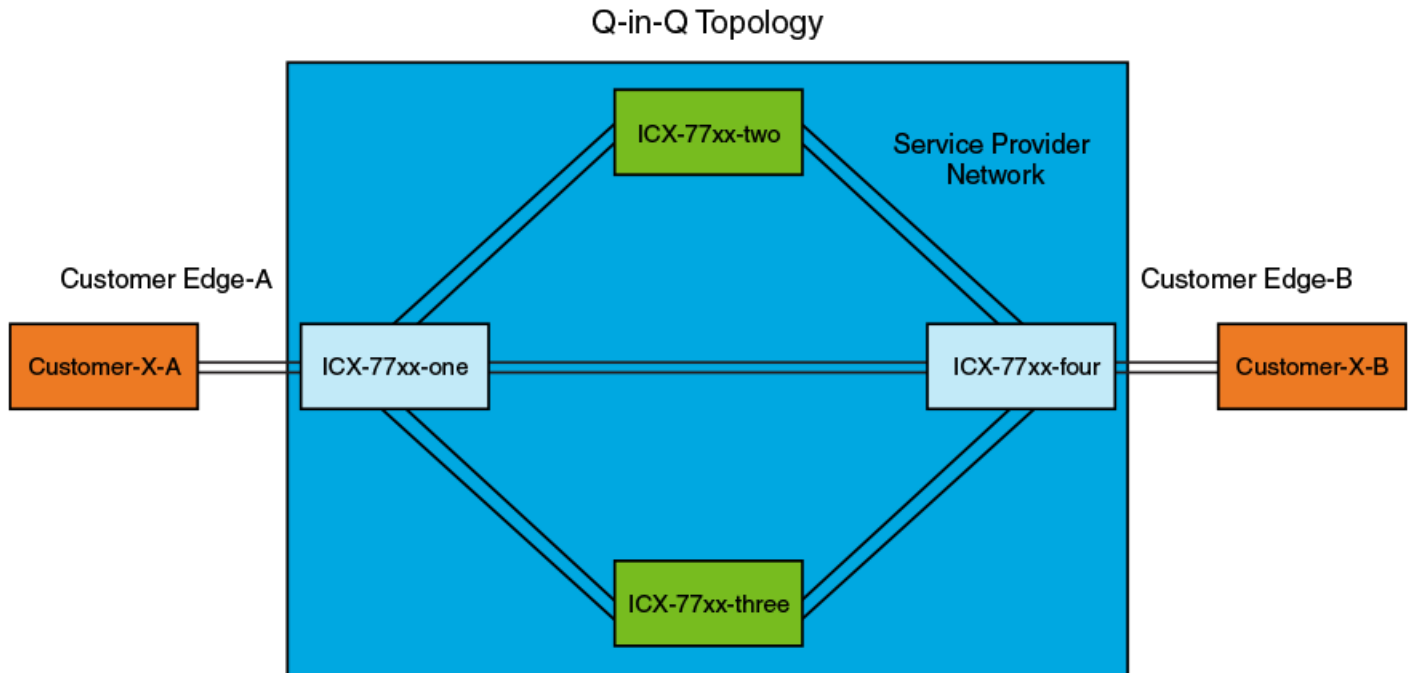 Q-in-Q Topology
ICX-77xx-two
Service Provider
Network
Customer Edge-A
Customer Edge-B
Customer-X-A
ICX-77xx-one
ICX-77xx-four
Customer-X-B
ICX-77xx-three